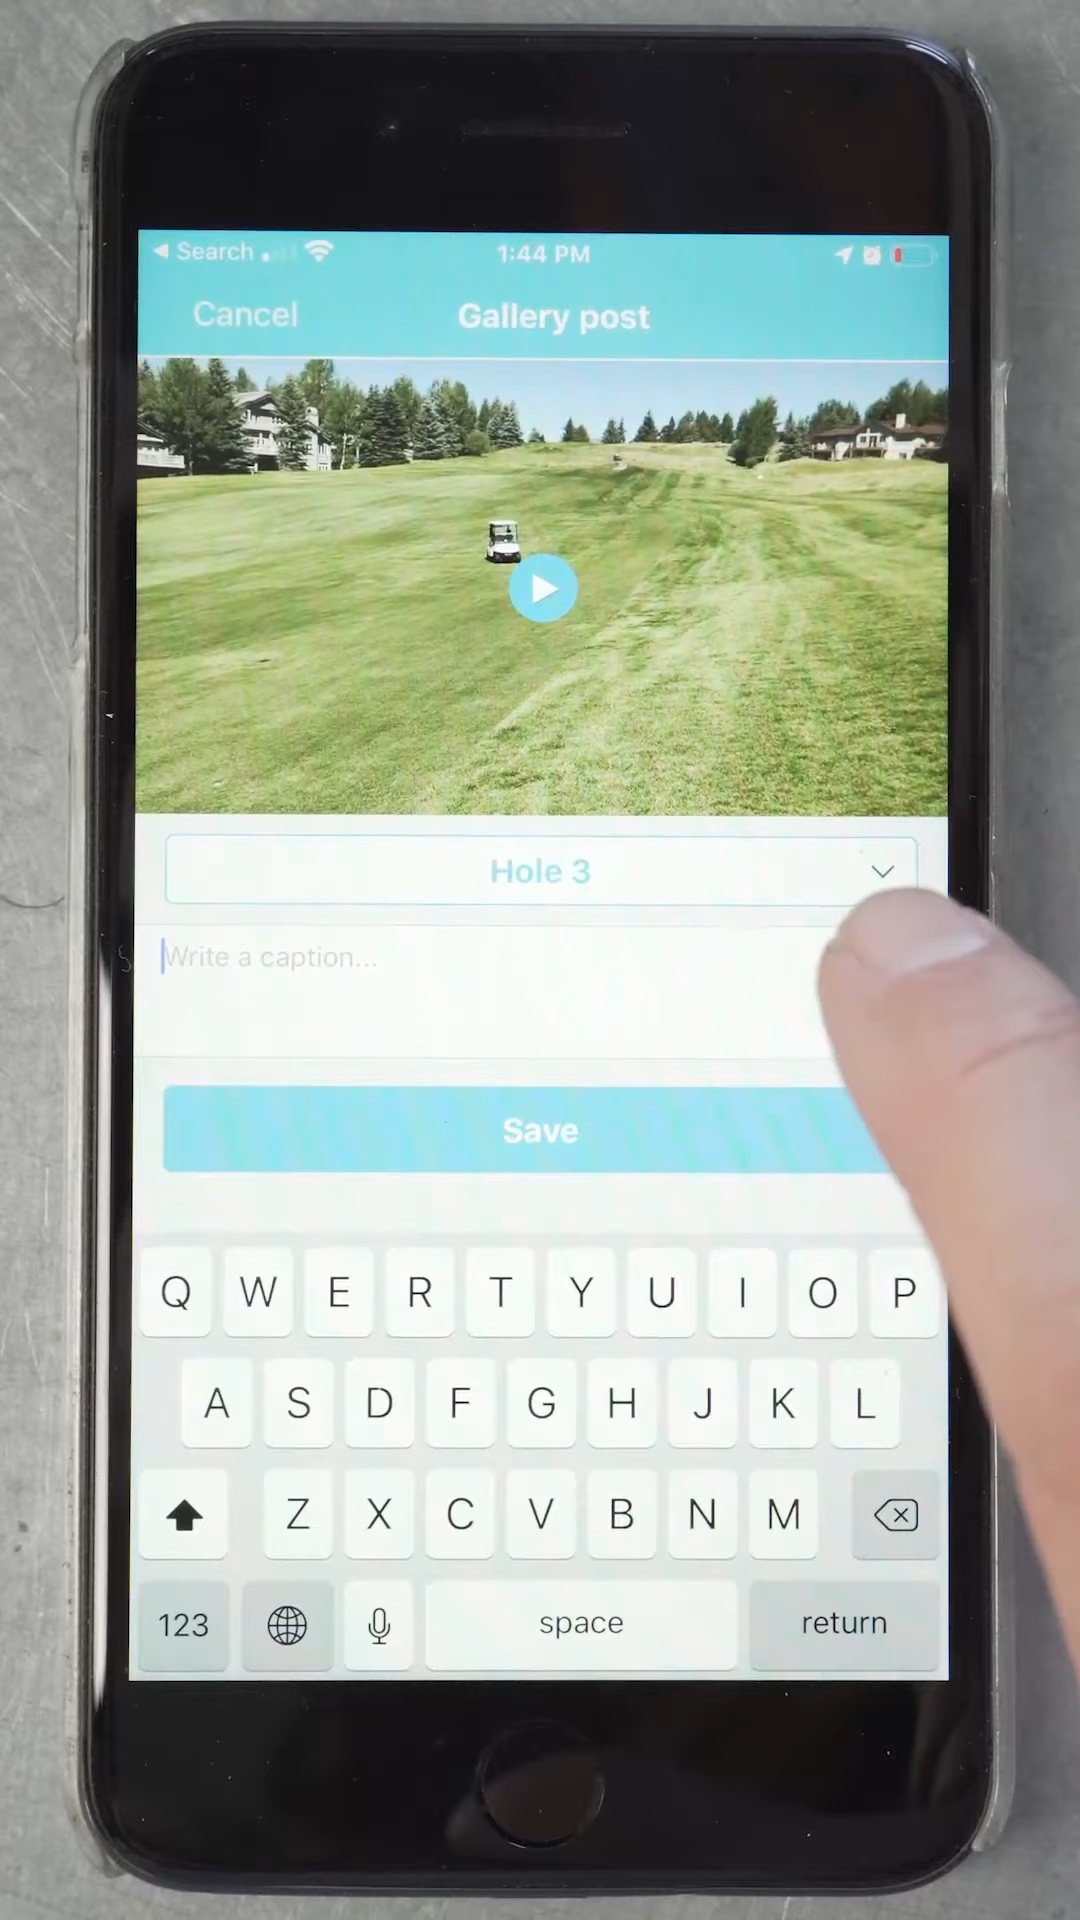 Search
1:44 PM
Cancel
Gallery post
Hole 3
Write a caption...
Save
Q W E R T Y U I O P
A S D F G H J K L
Z X C V B N M
123
space
return